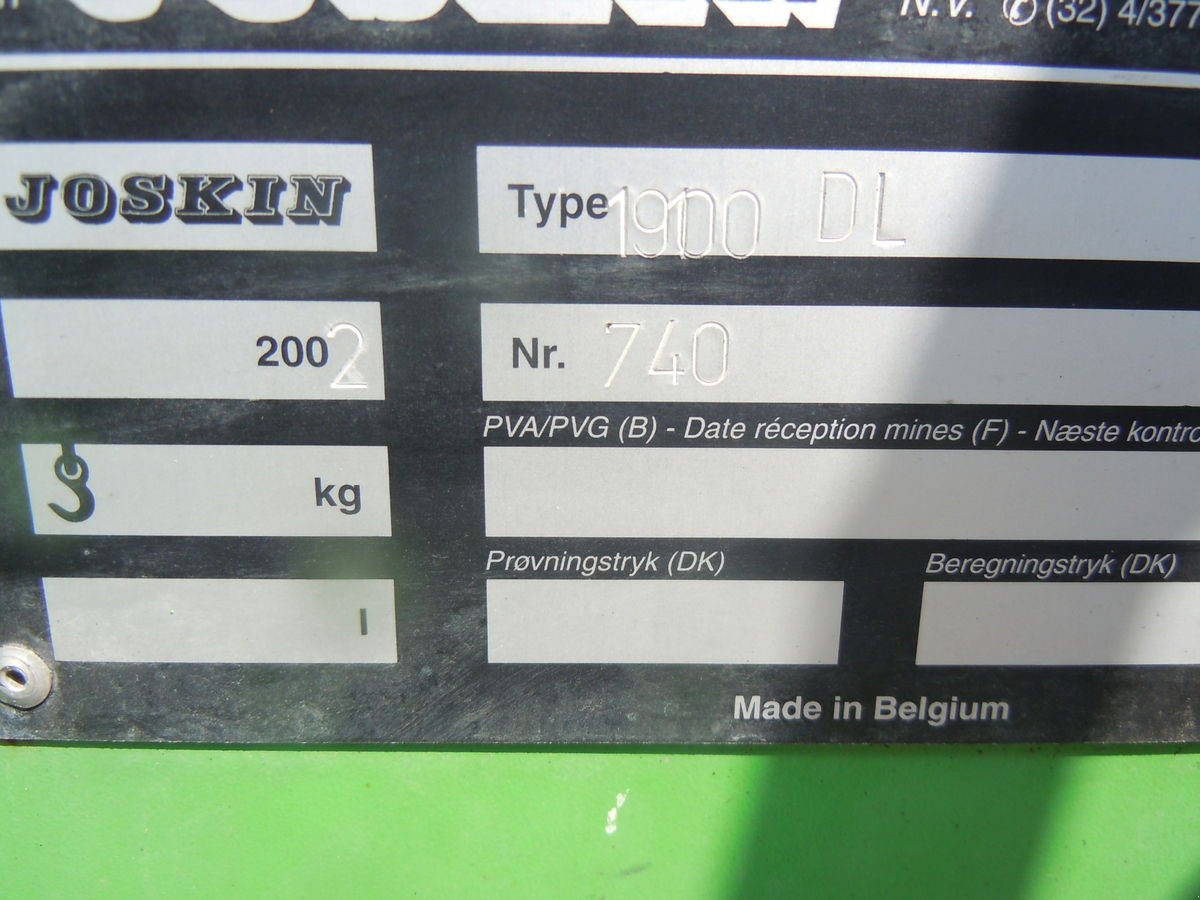 N.V. ✆ (32) 4/377
JOSKIN
Type 1900 DL
2002
Nr. 740
PVA/PVG (B) - Date réception mines (F) - Næste kontro
kg
Prøvningstryk (DK)
Beregningstryk (DK)
l
Made in Belgium